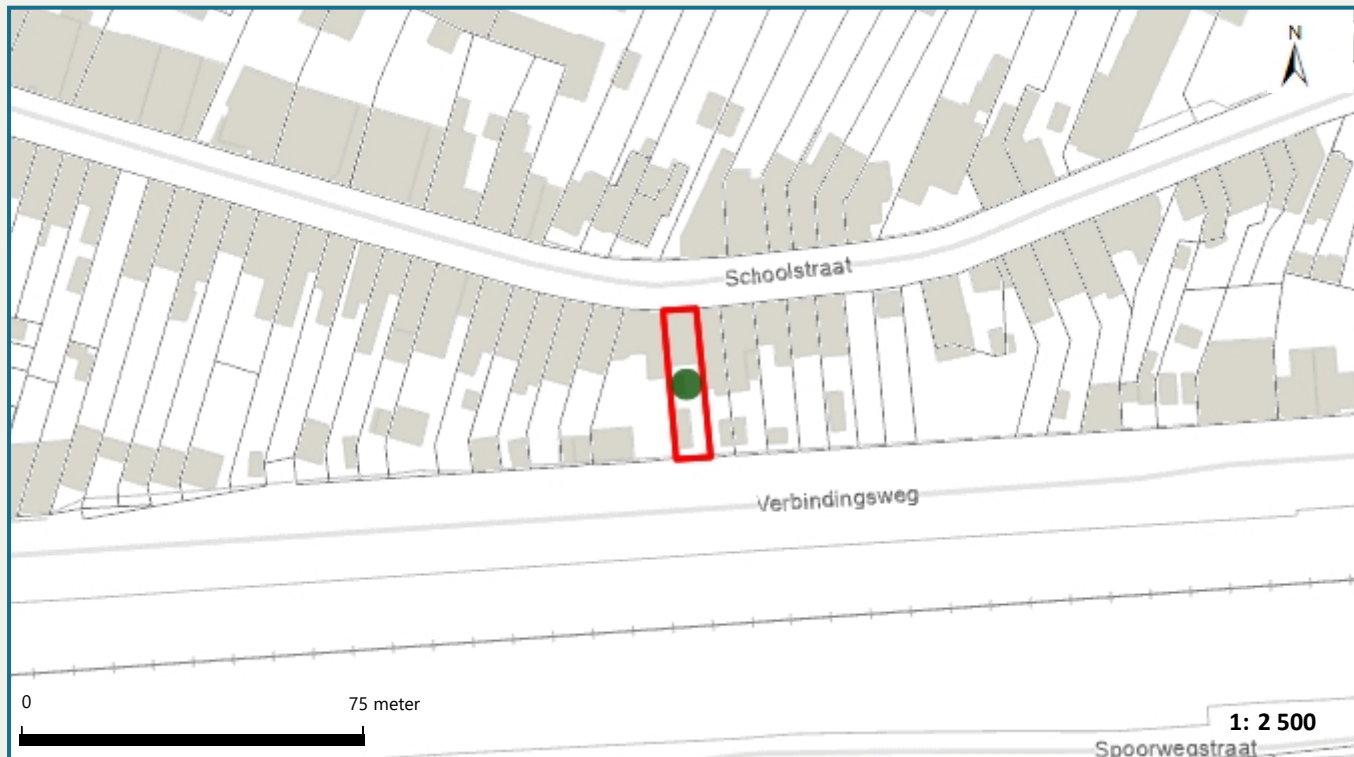 N
Schoolstraat
Verbindingsweg
0 75 meter
1: 2 500
Spoorwegstraat